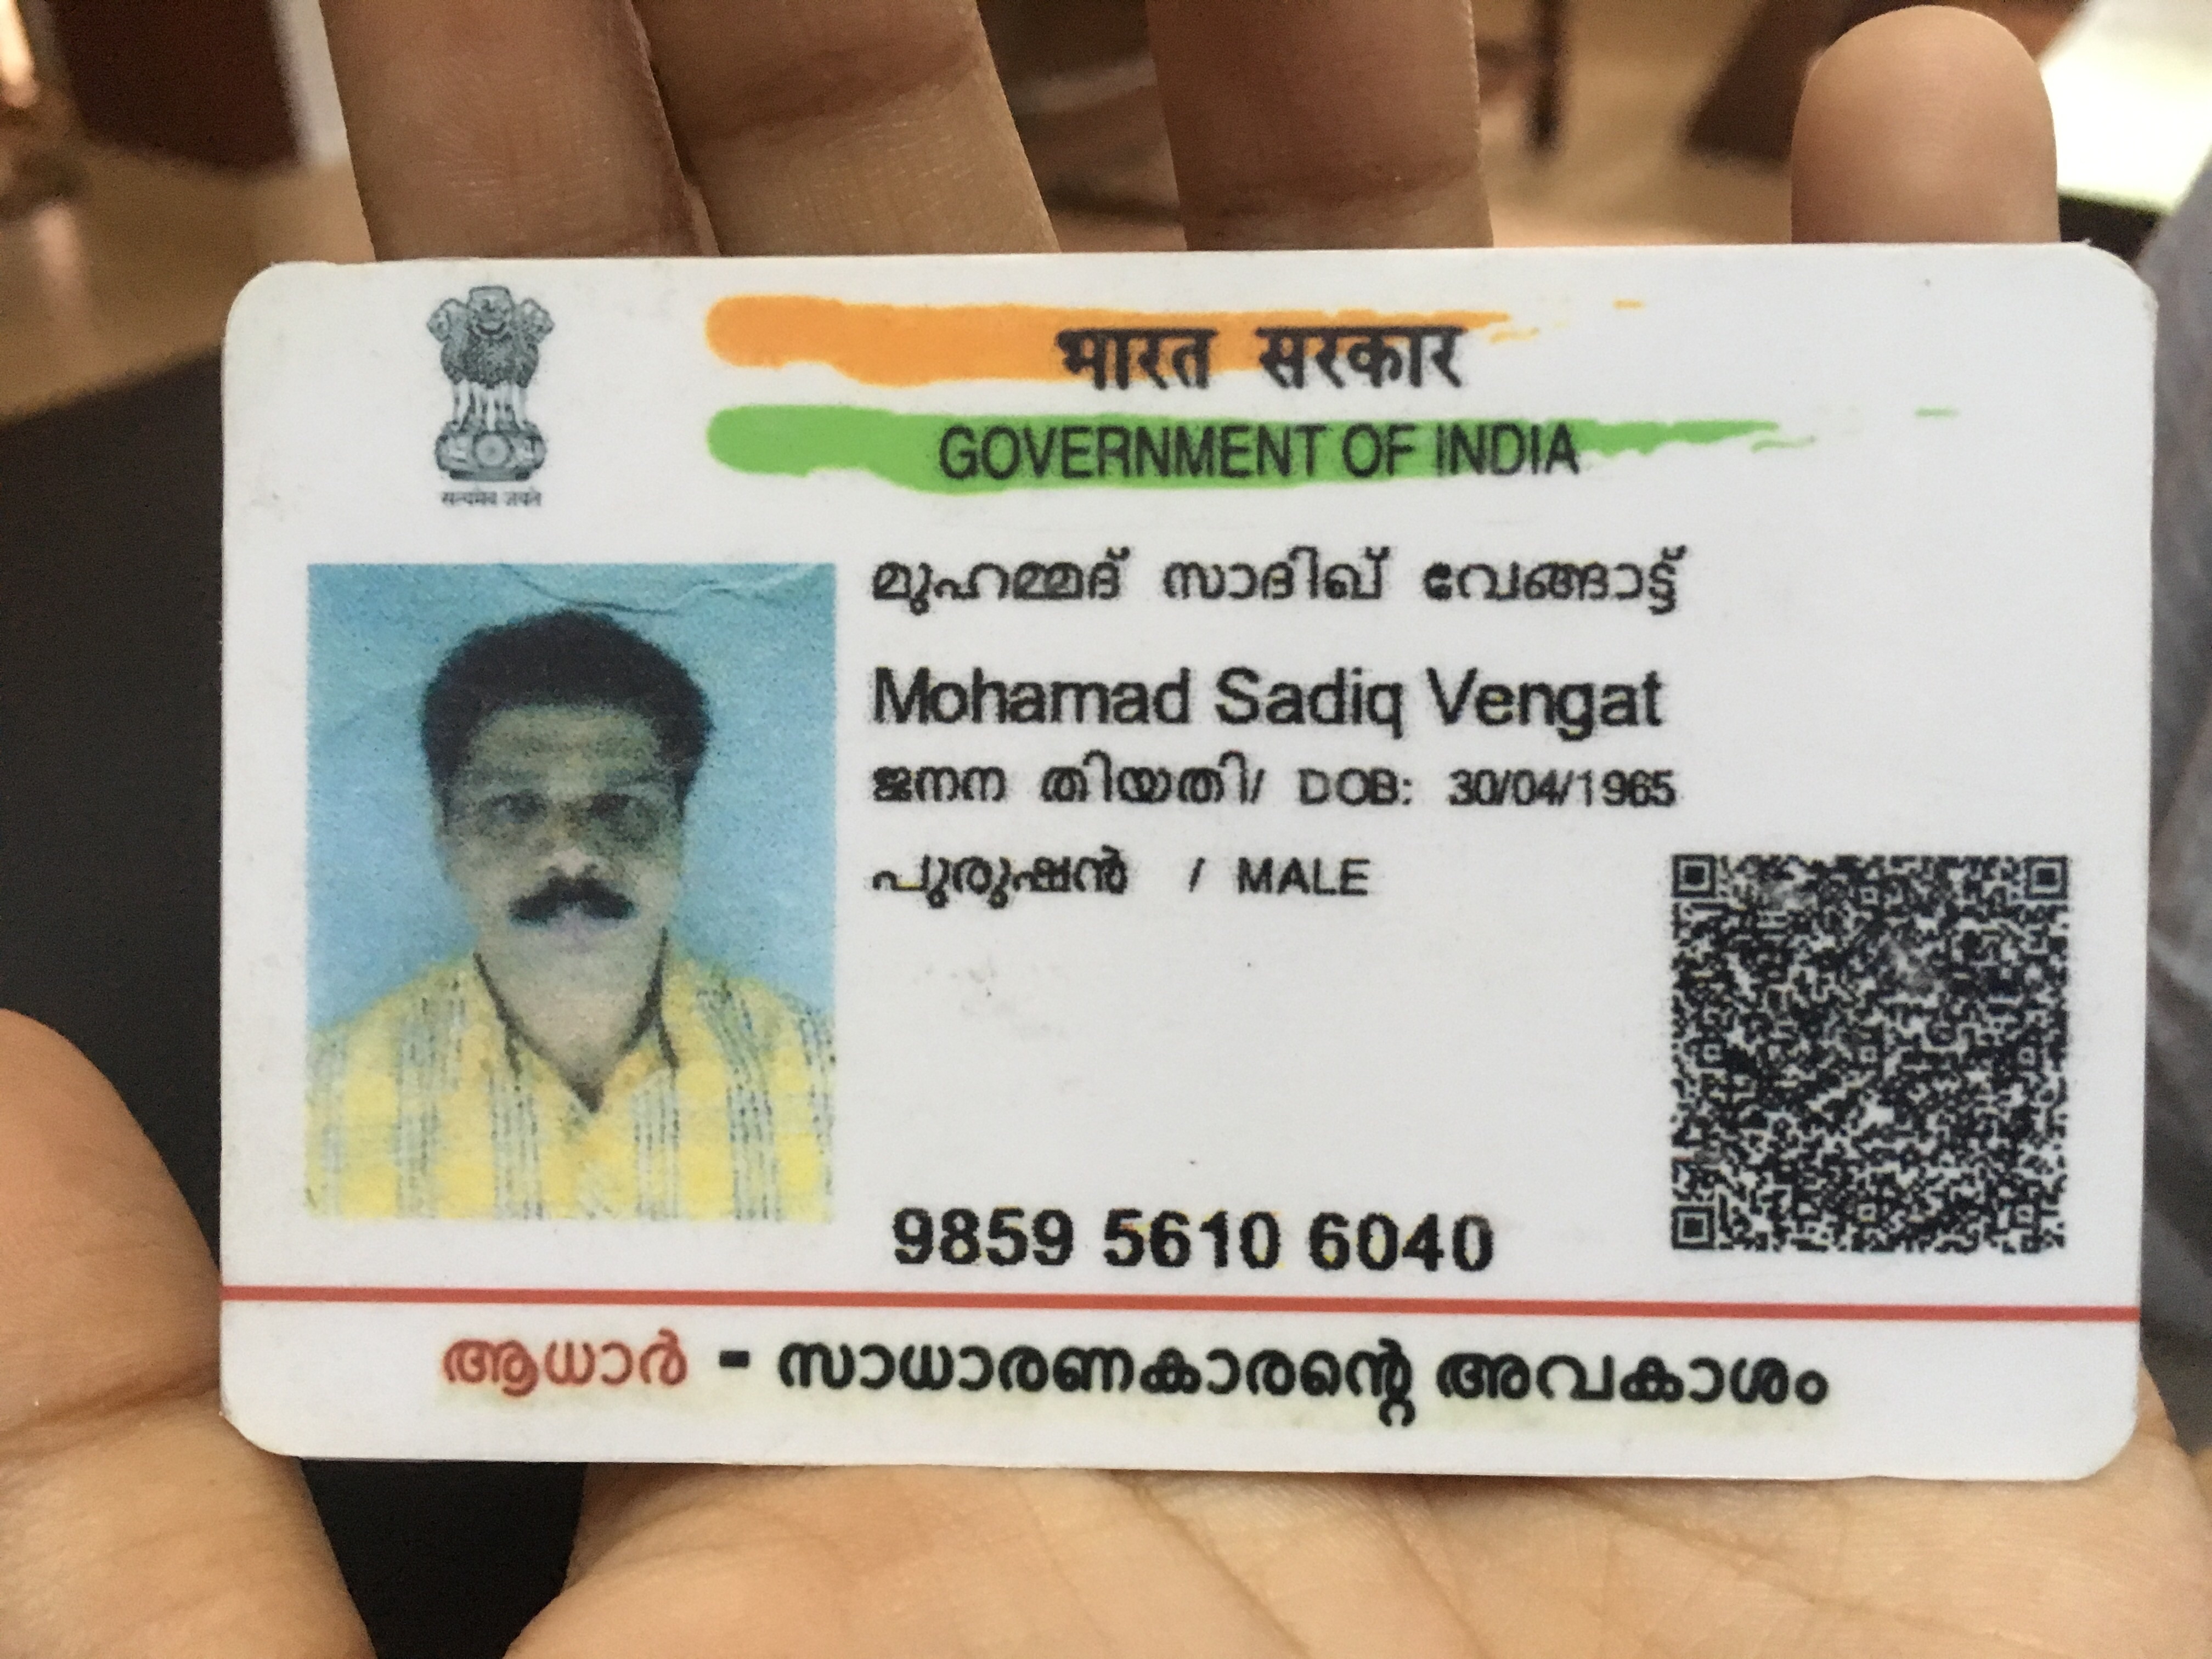 सत्यमेव जयते
भारत सरकार
GOVERNMENT OF INDIA
മുഹമ്മദ് സാദിഖ് വേങ്ങാട്ട്
Mohamad Sadiq Vengat
ജനന തിയതി/ DOB: 30/04/1965
പുരുഷൻ / MALE
9859 5610 6040
ആധാർ - സാധാരണകാരന്റെ അവകാശം